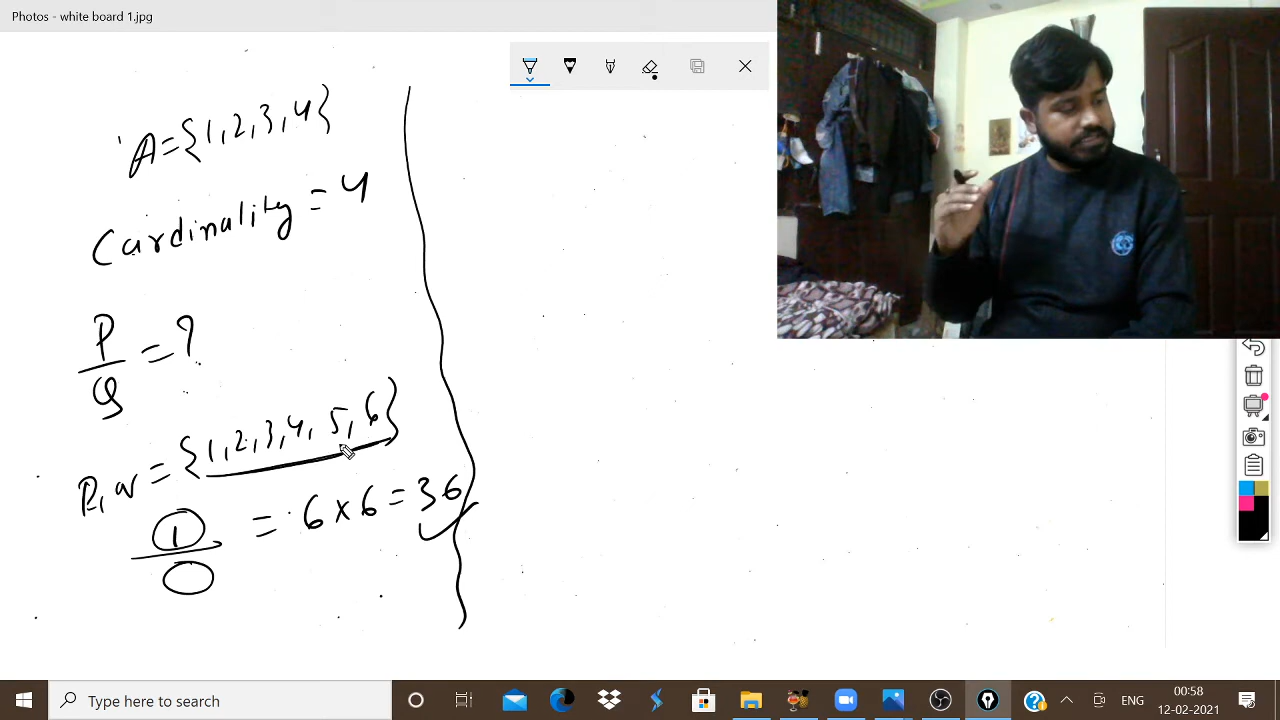 Photos - white board 1.jpg
A={1,2,3,4}
Cardinality = 4
P/Q = ?
= {1,2,3,4,5,6}
1 = 6 × 6 = 36
Type here to search
ENG
00:58
12-02-2021